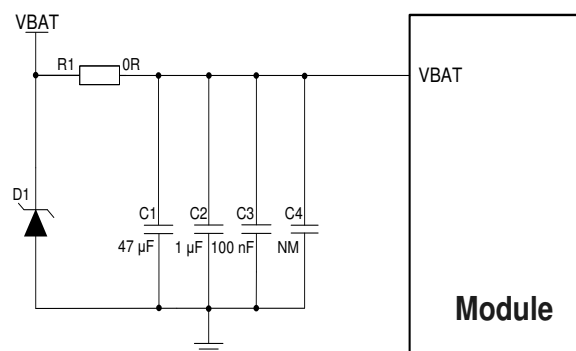 VBAT
R1 0R
VBAT
D1
C1 C2 C3 C4
47 µF 1 µF 100 nF NM
Module